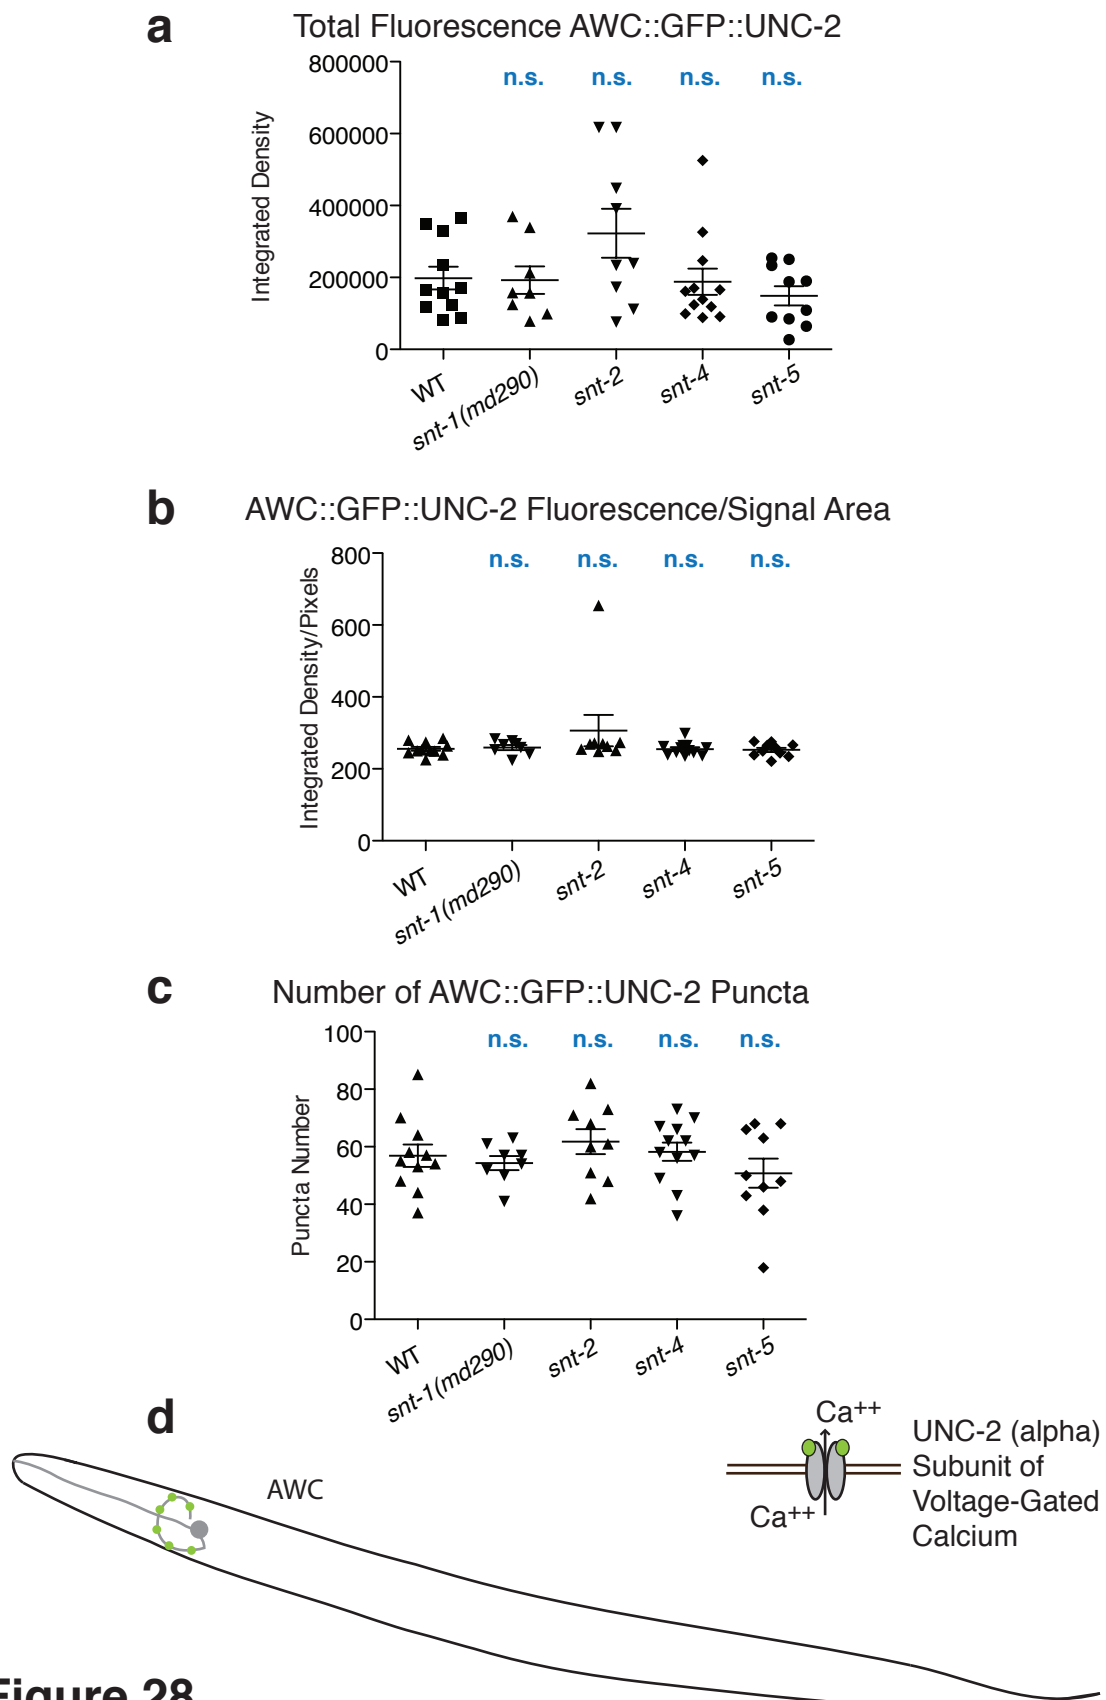 a
Total Fluorescence AWC::GFP::UNC-2
Integrated Density
800000
600000
400000
200000
0
n.s. n.s. n.s. n.s.
WT snt-1(md290) snt-2 snt-4 snt-5
b
AWC::GFP::UNC-2 Fluorescence/Signal Area
Integrated Density/Pixels
800
600
400
200
0
n.s. n.s. n.s. n.s.
WT snt-1(md290) snt-2 snt-4 snt-5
c
Number of AWC::GFP::UNC-2 Puncta
Puncta Number
100
80
60
40
20
0
n.s. n.s. n.s. n.s.
WT snt-1(md290) snt-2 snt-4 snt-5
d
AWC
Ca++
Ca++
UNC-2 (alpha)
Subunit of
Voltage-Gated
Calcium
Figure 28